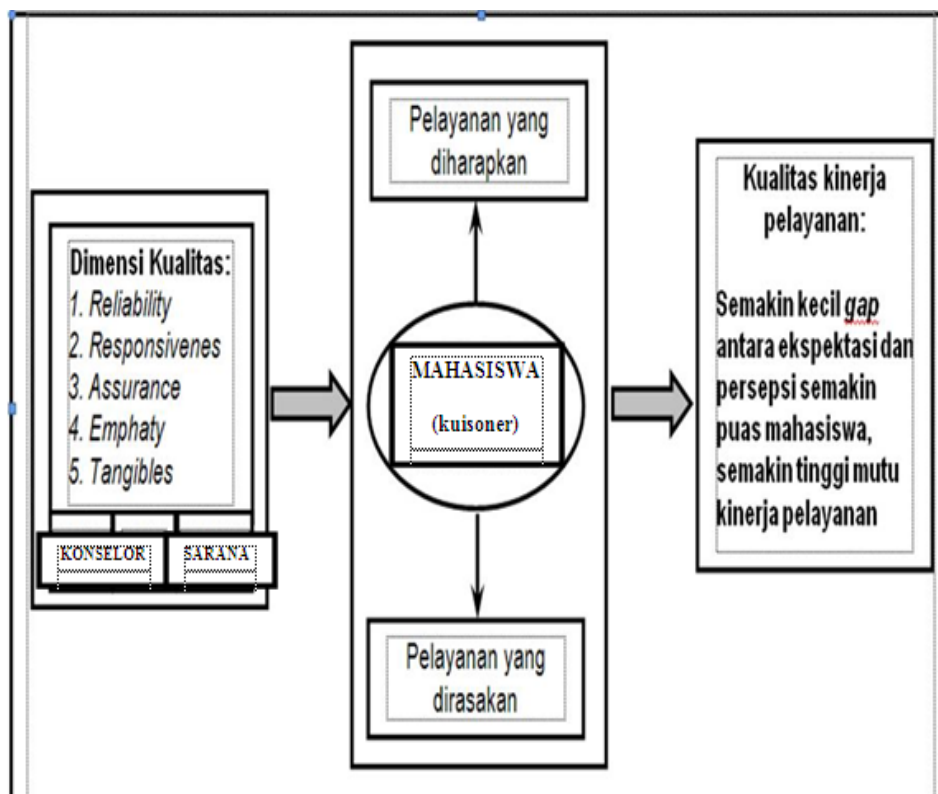 Dimensi Kualitas:
1. Reliability
2. Responsivenes
3. Assurance
4. Emphaty
5. Tangibles
KONSELOR
SARANA
Pelayanan yang
diharapkan
MAHASISWA
(kuisoner)
Pelayanan yang
dirasakan
Kualitas kinerja
pelayanan:
Semakin kecil gap
antara ekspektasi dan
persepsi semakin
puas mahasiswa,
semakin tinggi mutu
kinerja pelayanan